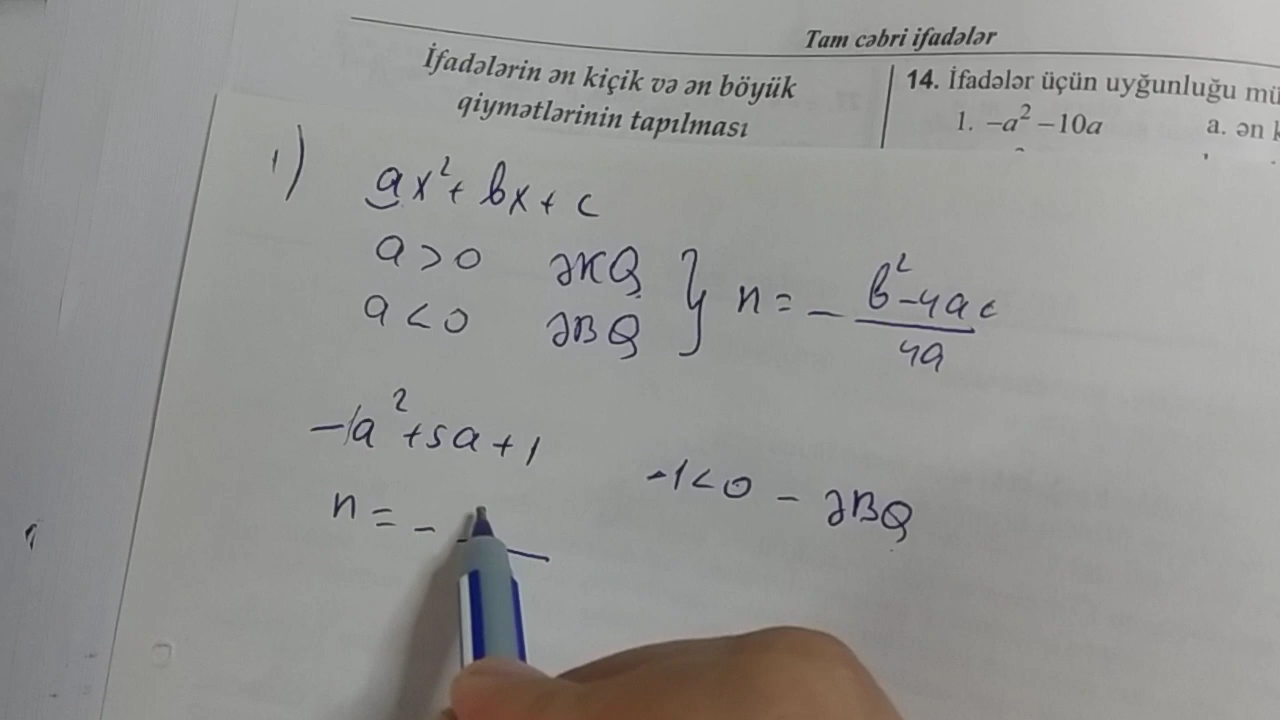 Tam cəbri ifadələr
İfadələrin ən kiçik və ən böyük
qiymətlərinin tapılması
14. İfadələr üçün uyğunluğu mü
1. -a² -10a
a. ən k
1)
ax² + bx + c
a > 0 ƏKQ
a < 0 ƏBQ
} n = - (b² - 4ac)/(4a)
-1a² + 5a + 1
-1 < 0 - ƏBQ
n = -